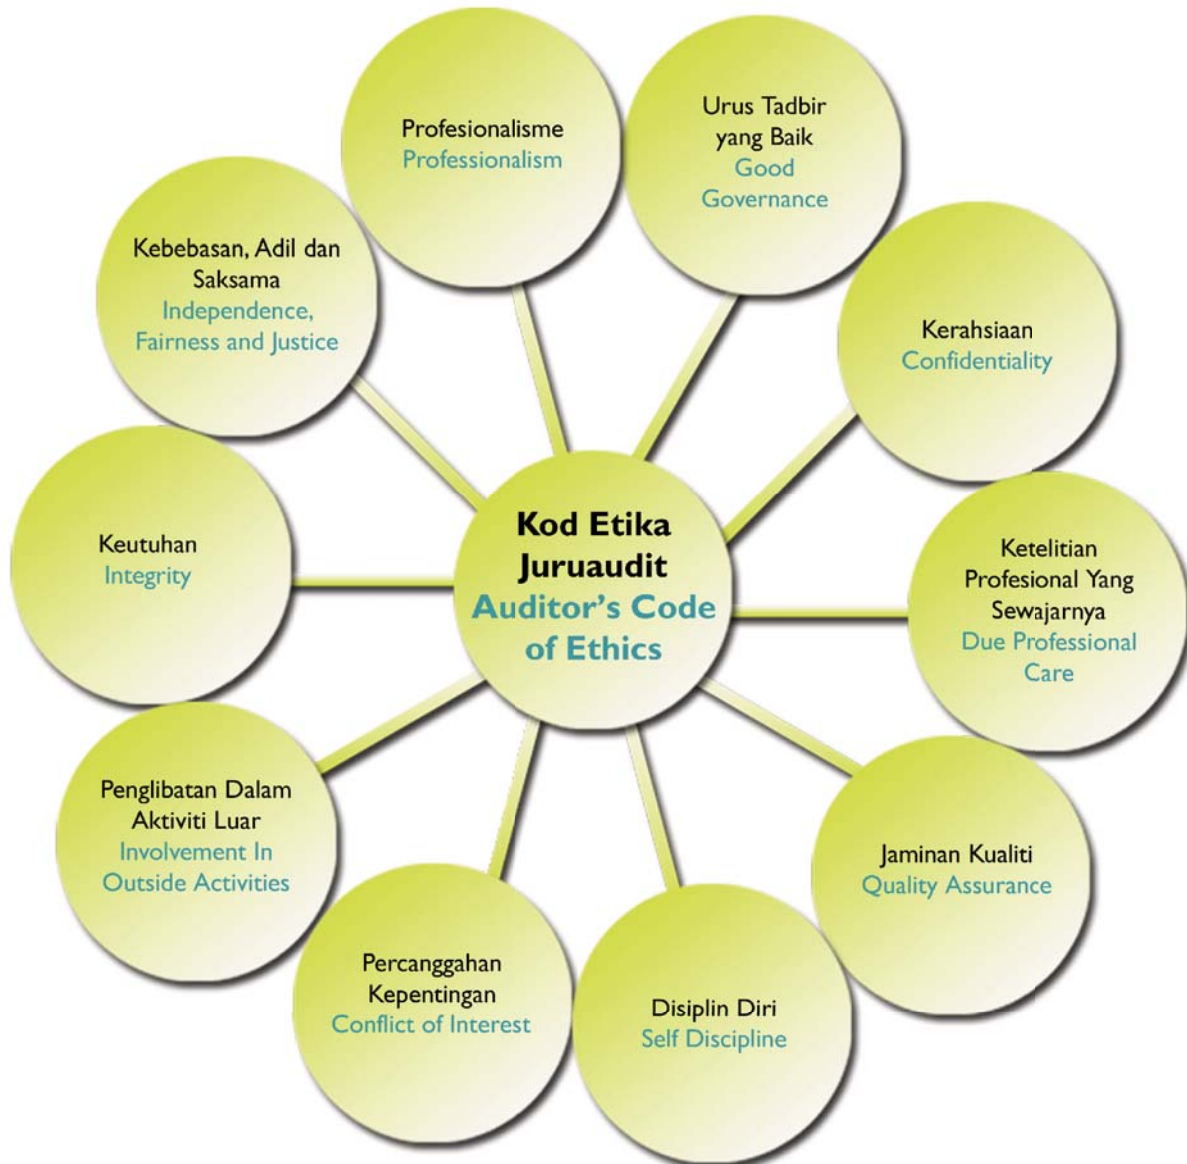 Profesionalisme
Professionalism
Urus Tadbir
yang Baik
Good
Governance
Kebebasan, Adil dan
Saksama
Independence,
Fairness and Justice
Kerahsiaan
Confidentiality
Kod Etika
Juruaudit
Auditor's Code
of Ethics
Keutuhan
Integrity
Ketelitian
Profesional Yang
Sewajarnya
Due Professional
Care
Penglibatan Dalam
Aktiviti Luar
Involvement In
Outside Activities
Jaminan Kualiti
Quality Assurance
Percanggahan
Kepentingan
Conflict of Interest
Disiplin Diri
Self Discipline